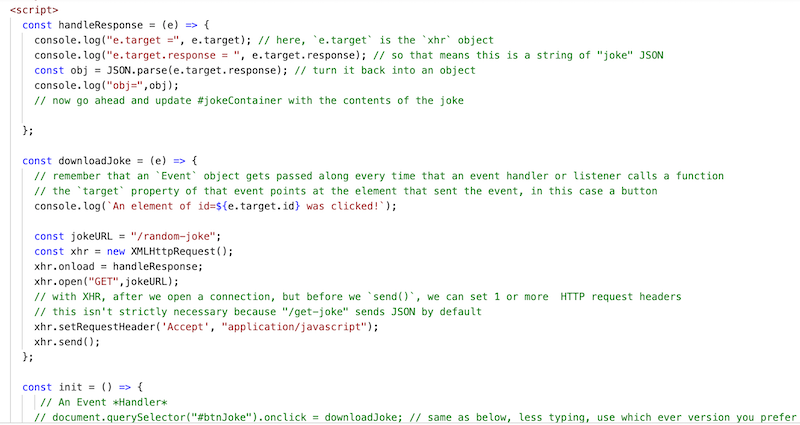 <script>
const handleResponse = (e) => {
console.log("e.target =", e.target); // here, `e.target` is the `xhr` object
console.log("e.target.response = ", e.target.response); // so that means this is a string of "joke" JSON
const obj = JSON.parse(e.target.response); // turn it back into an object
console.log("obj=",obj);
// now go ahead and update #jokeContainer with the contents of the joke
};
const downloadJoke = (e) => {
// remember that an `Event` object gets passed along every time that an event handler or listener calls a function
// the `target` property of that event points at the element that sent the event, in this case a button
console.log(`An element of id=${e.target.id} was clicked!`);
const jokeURL = "/random-joke";
const xhr = new XMLHttpRequest();
xhr.onload = handleResponse;
xhr.open("GET",jokeURL);
// with XHR, after we open a connection, but before we `send()`, we can set 1 or more  HTTP request headers
// this isn't strictly necessary because "/get-joke" sends JSON by default
xhr.setRequestHeader('Accept', "application/javascript");
xhr.send();
};
const init = () => {
// An Event *Handler*
// document.querySelector("#btnJoke").onclick = downloadJoke; // same as below, less typing, use which ever version you prefer